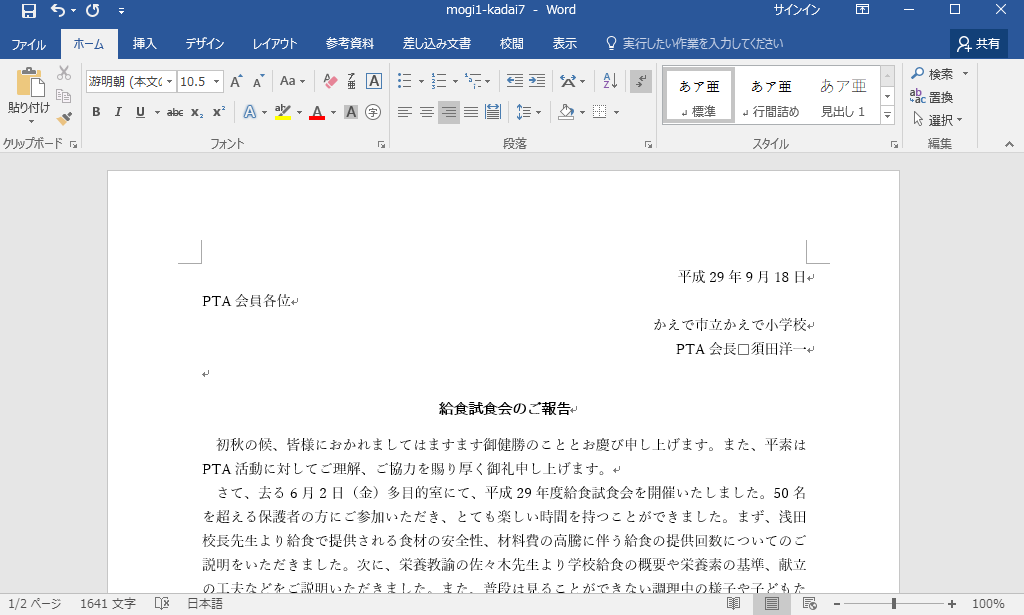 mogi1-kadai7 - Word
サインイン
ファイル ホーム 挿入 デザイン レイアウト 参考資料 差し込み文書 校閲 表示 実行したい作業を入力してください 共有
貼り付け
クリップボード
游明朝 (本文の 10.5 A A Aa A
B I U abc x₂ x² A A A 字
フォント
段落
あア亜 あア亜 あア亜
↲ 標準 ↲ 行間詰め 見出し 1
スタイル
検索
置換
選択
編集
平成 29 年 9 月 18 日↲
PTA 会員各位↲
かえで市立かえで小学校↲
PTA 会長□須田洋一↲
↲
給食試食会のご報告↲
初秋の候、皆様におかれましてはますます御健勝のこととお慶び申し上げます。また、平素は
PTA 活動に対してご理解、ご協力を賜り厚く御礼申し上げます。↲
さて、去る 6 月 2 日（金）多目的室にて、平成 29 年度給食試食会を開催いたしました。50 名
を超える保護者の方にご参加いただき、とても楽しい時間を持つことができました。まず、浅田
校長先生より給食で提供される食材の安全性、材料費の高騰に伴う給食の提供回数についてのご
説明をいただきました。次に、栄養教諭の佐々木先生より学校給食の概要や栄養素の基準、献立
の工夫などをご説明いただきました。また、普段は見ることができない調理中の様子や子どもた
1/2 ページ 1641 文字 日本語 100%